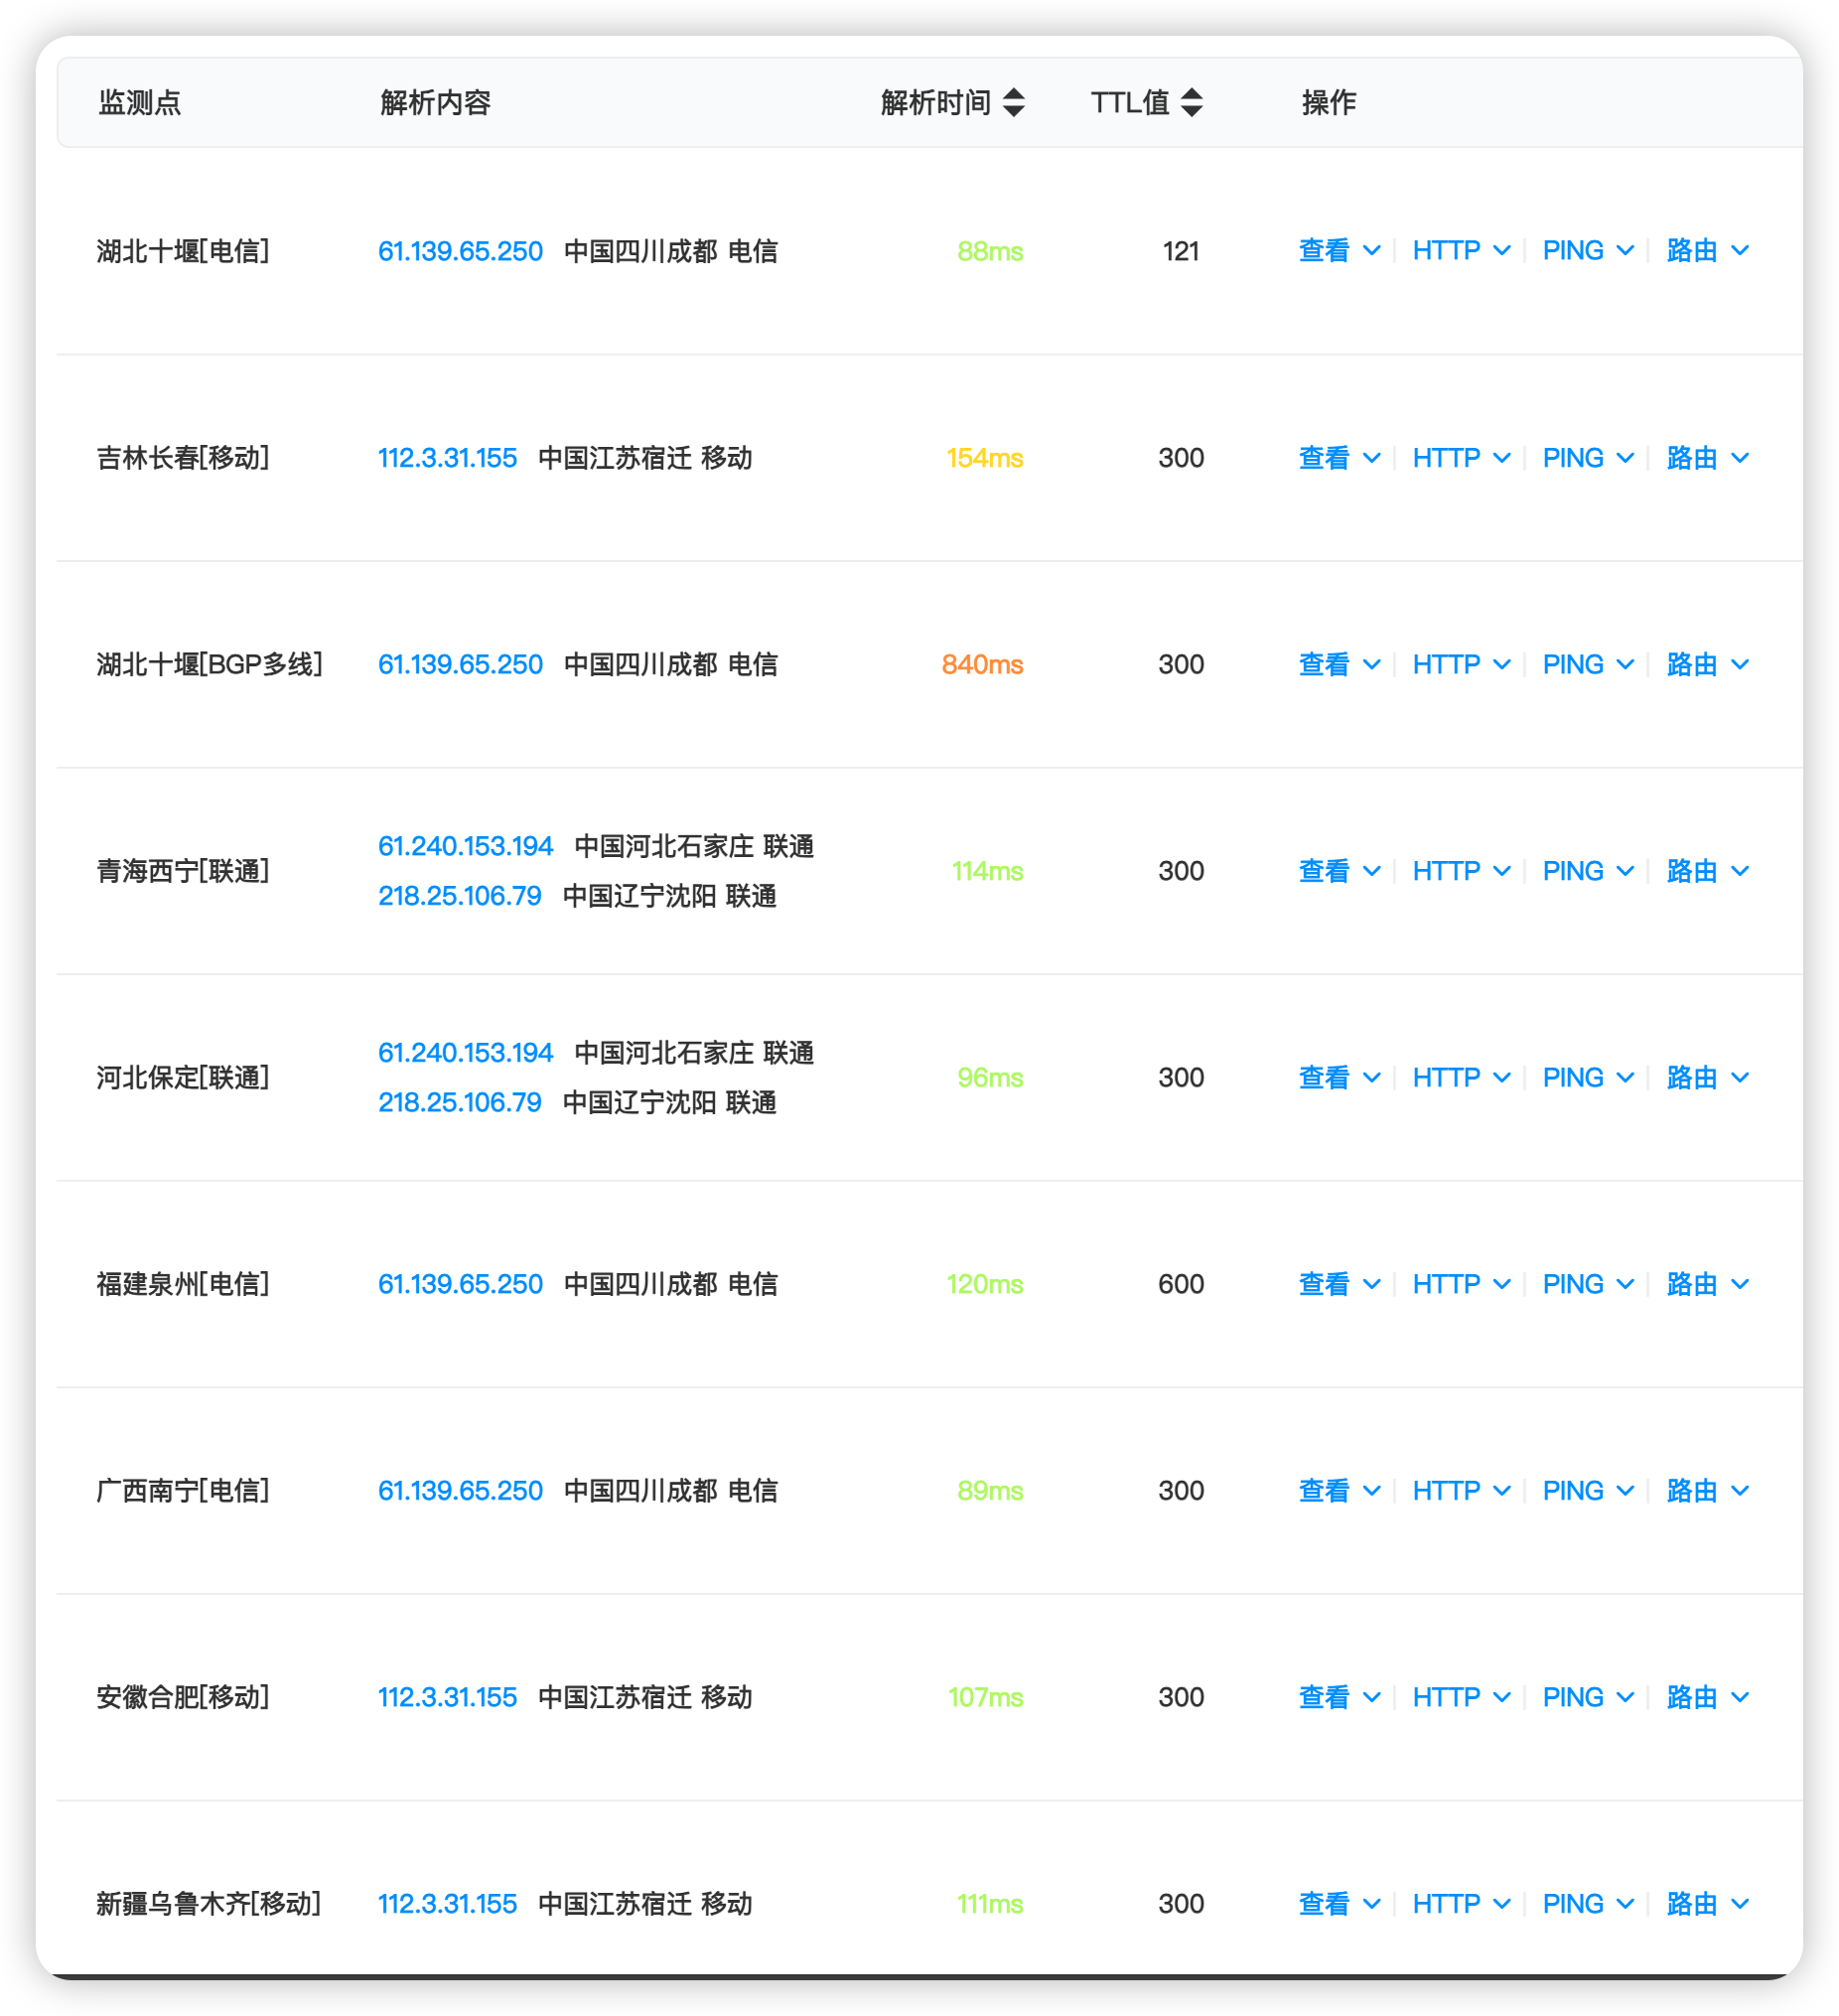 监测点 解析内容 解析时间 TTL值 操作
湖北十堰[电信] 61.139.65.250 中国四川成都 电信 88ms 121 查看 HTTP PING 路由
吉林长春[移动] 112.3.31.155 中国江苏宿迁 移动 154ms 300 查看 HTTP PING 路由
湖北十堰[BGP多线] 61.139.65.250 中国四川成都 电信 840ms 300 查看 HTTP PING 路由
61.240.153.194 中国河北石家庄 联通
青海西宁[联通] 114ms 300 查看 HTTP PING 路由
218.25.106.79 中国辽宁沈阳 联通
61.240.153.194 中国河北石家庄 联通
河北保定[联通] 96ms 300 查看 HTTP PING 路由
218.25.106.79 中国辽宁沈阳 联通
福建泉州[电信] 61.139.65.250 中国四川成都 电信 120ms 600 查看 HTTP PING 路由
广西南宁[电信] 61.139.65.250 中国四川成都 电信 89ms 300 查看 HTTP PING 路由
安徽合肥[移动] 112.3.31.155 中国江苏宿迁 移动 107ms 300 查看 HTTP PING 路由
新疆乌鲁木齐[移动] 112.3.31.155 中国江苏宿迁 移动 111ms 300 查看 HTTP PING 路由